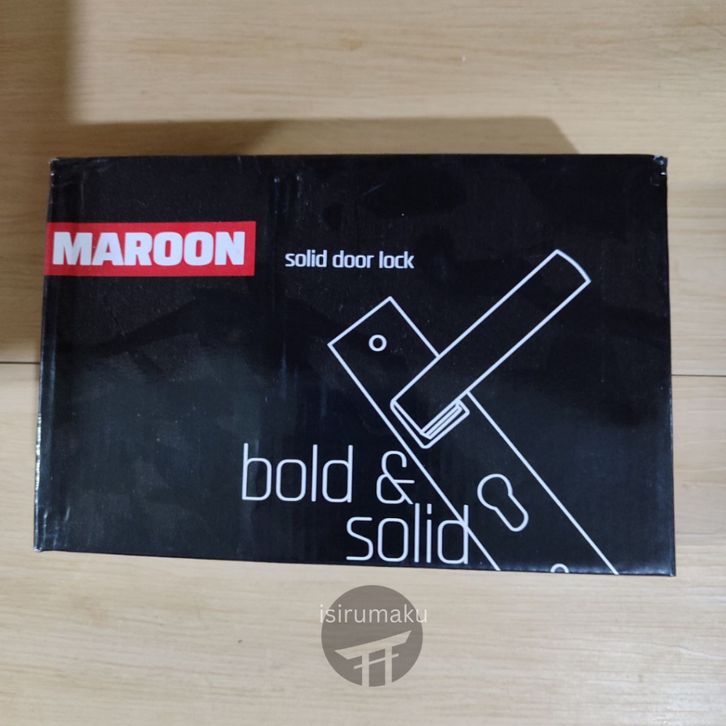 MAROON
solid door lock
bold &
solid
isirumaku